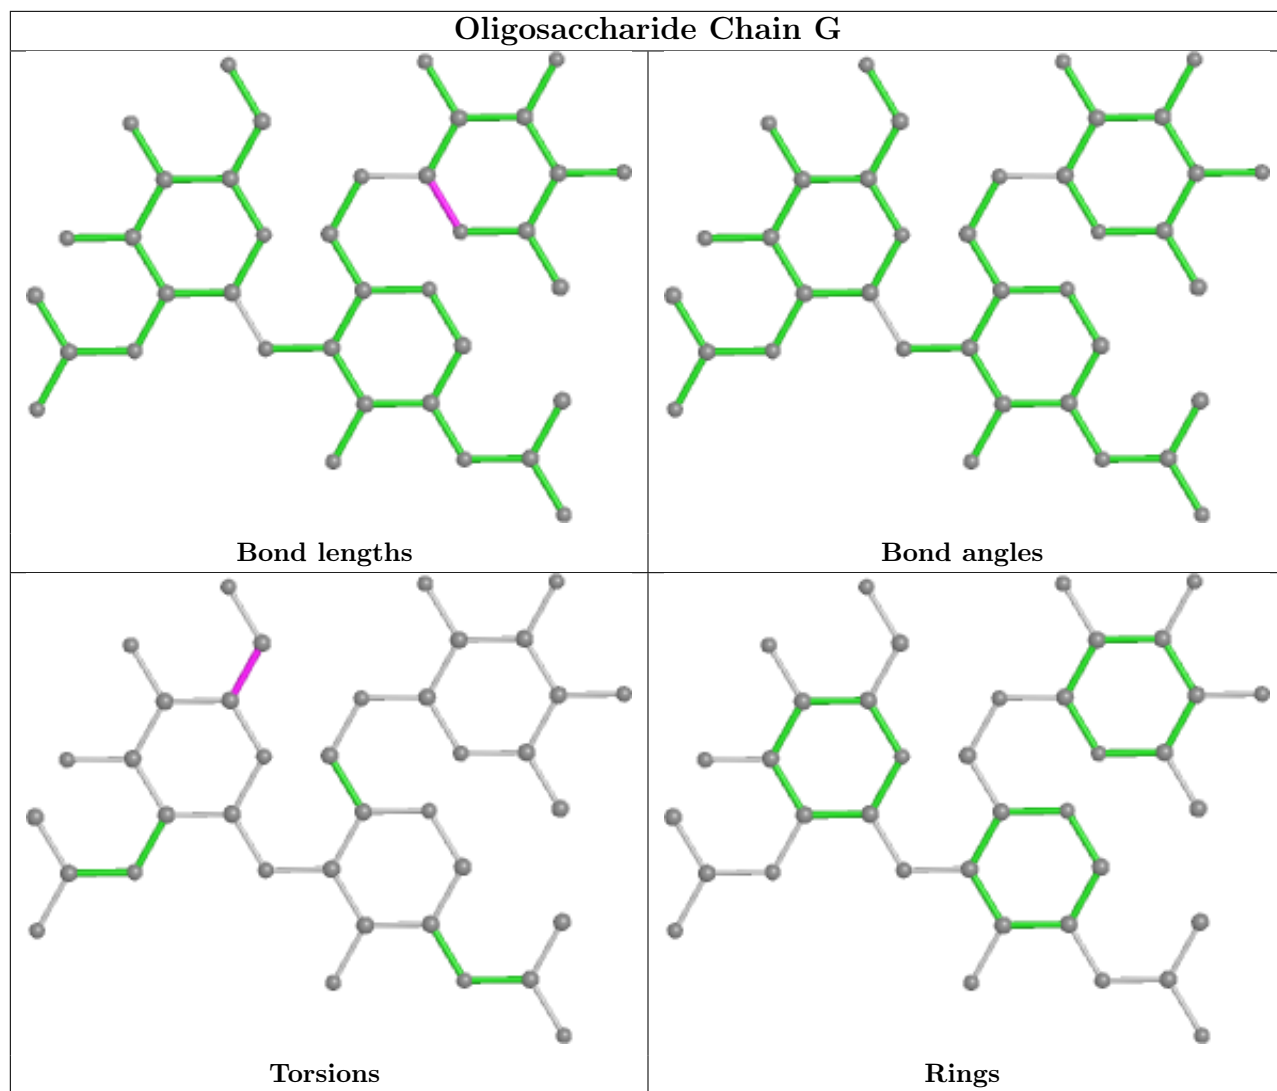 Oligosaccharide Chain G
Bond lengths
Bond angles
Torsions
Rings